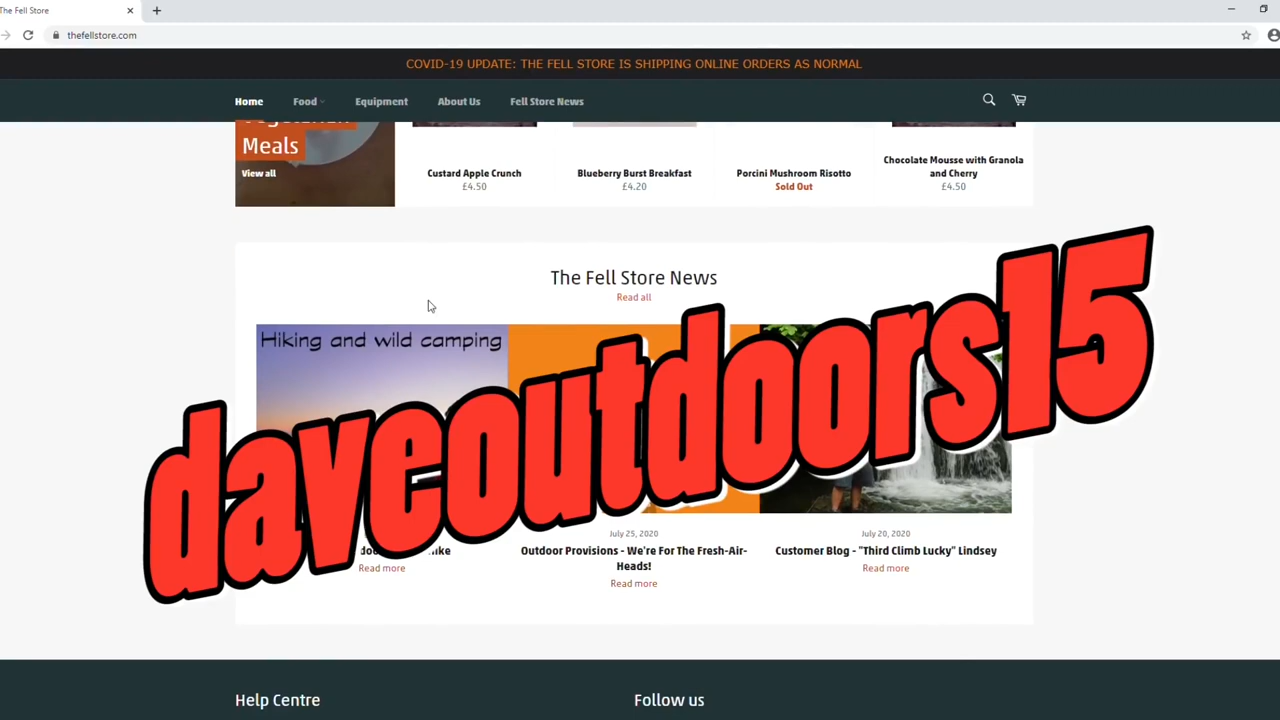 The Fell Store
thefellstore.com
COVID-19 UPDATE: THE FELL STORE IS SHIPPING ONLINE ORDERS AS NORMAL
Home Food Equipment About Us Fell Store News
Meals
View all
Custard Apple Crunch
£4.50
Blueberry Burst Breakfast
£4.20
Porcini Mushroom Risotto
Sold Out
Chocolate Mousse with Granola
and Cherry
£4.50
The Fell Store News
Read all
Hiking and wild camping
daveoutdoors15
Read more
July 25, 2020
Outdoor Provisions - We're For The Fresh-Air-
Heads!
Read more
July 20, 2020
Customer Blog - "Third Climb Lucky" Lindsey
Read more
Help Centre
Follow us